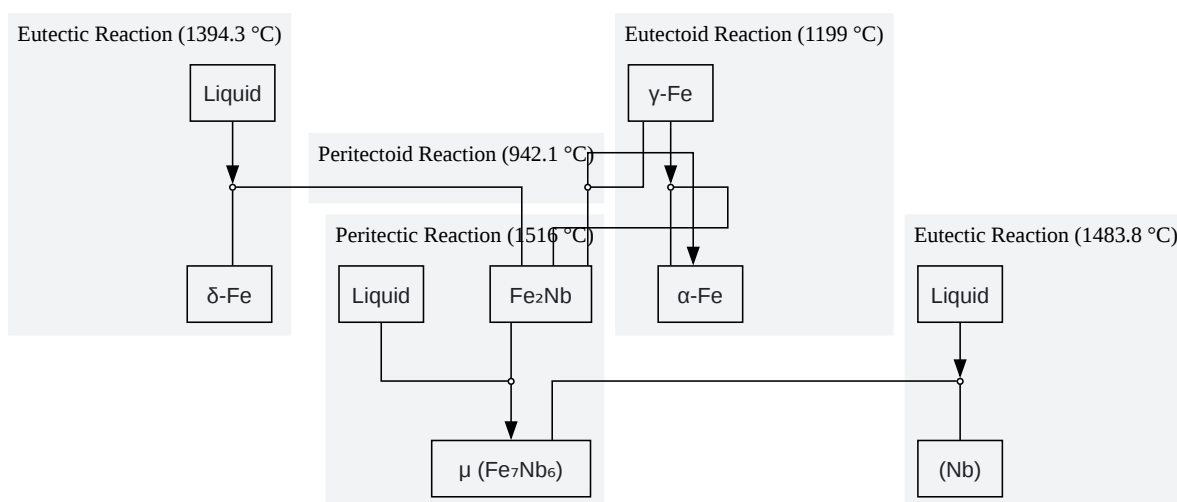 Eutectic Reaction (1394.3 °C)
Eutectoid Reaction (1199 °C)
Liquid
γ-Fe
Peritectoid Reaction (942.1 °C)
Peritectic Reaction (1516 °C)
Eutectic Reaction (1483.8 °C)
δ-Fe
Liquid
Fe₂Nb
α-Fe
Liquid
μ (Fe₇Nb₆)
(Nb)